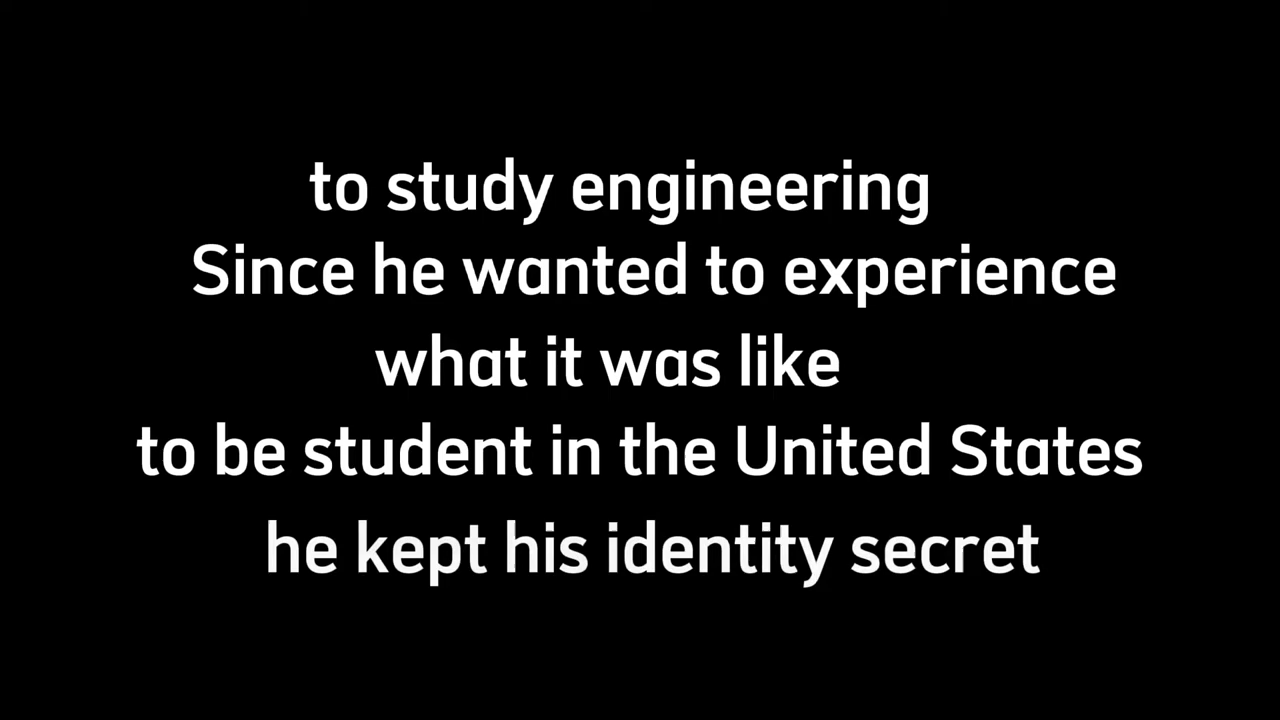 to study engineering
Since he wanted to experience
what it was like
to be student in the United States
he kept his identity secret